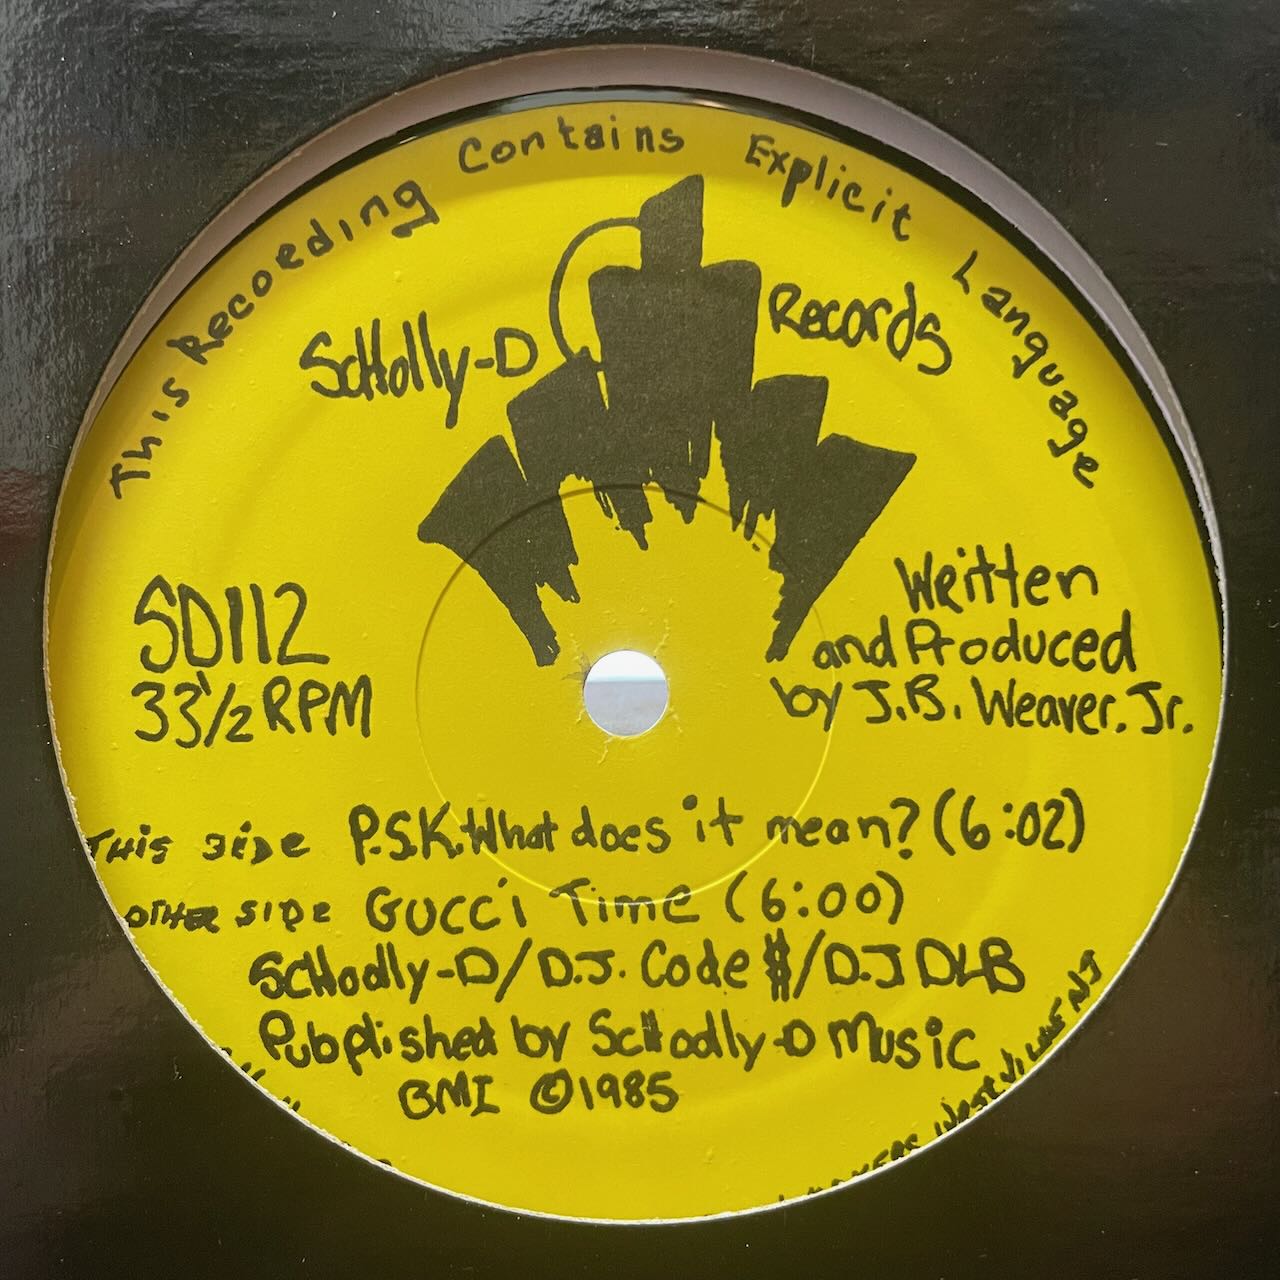 This Recoeding Contains Explicit Language
ScHolly-D Records
SD112
33 1/2 RPM
Weitten
and Produced
by J.B. Weaver. Jr.
THis SiDe P.S.K. What does it mean? (6:02)
OTHER SIDE Gucci Time (6:00)
ScHoolly-D/D.J. Code $/D.J DLB
Pubplished by ScHoolly-D Music
BMI ©1985